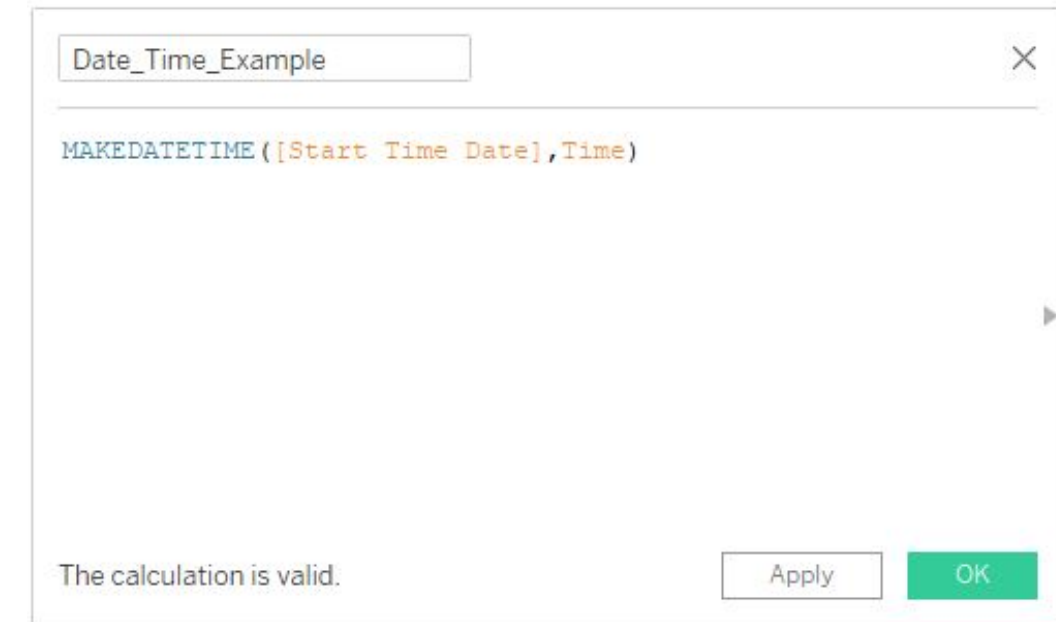 Date_Time_Example
MAKEDATETIME([Start Time Date],Time)
The calculation is valid.
Apply
OK